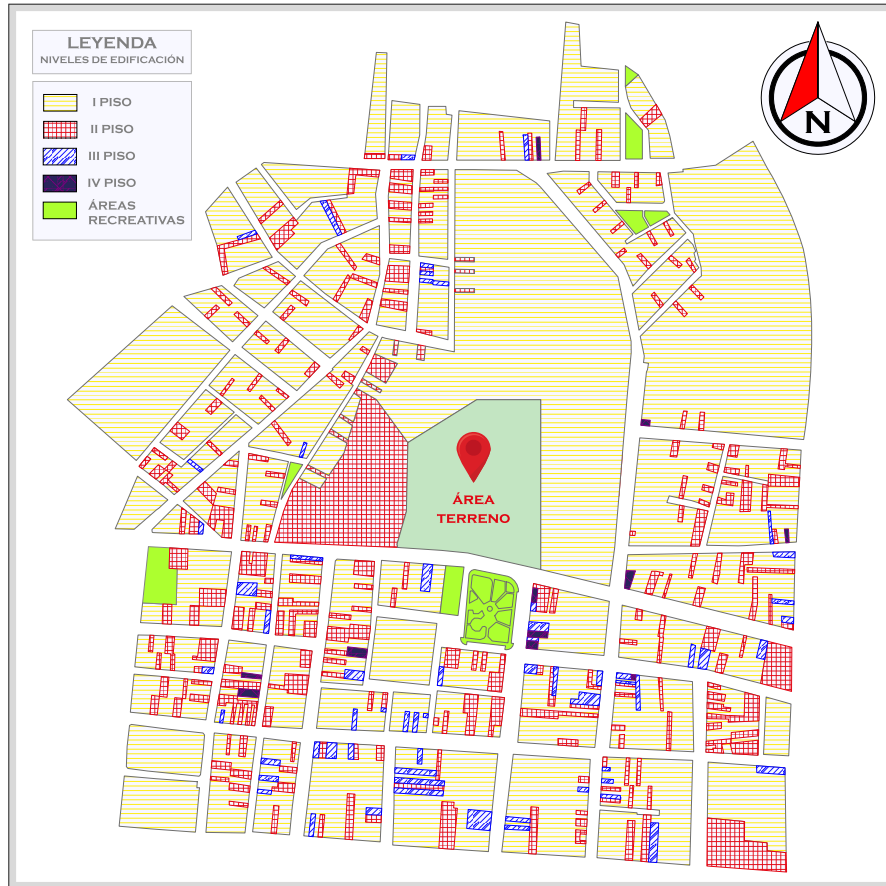 LEYENDA
NIVELES DE EDIFICACIÓN
I PISO
II PISO
III PISO
IV PISO
ÁREAS
RECREATIVAS
N
ÁREA
TERRENO